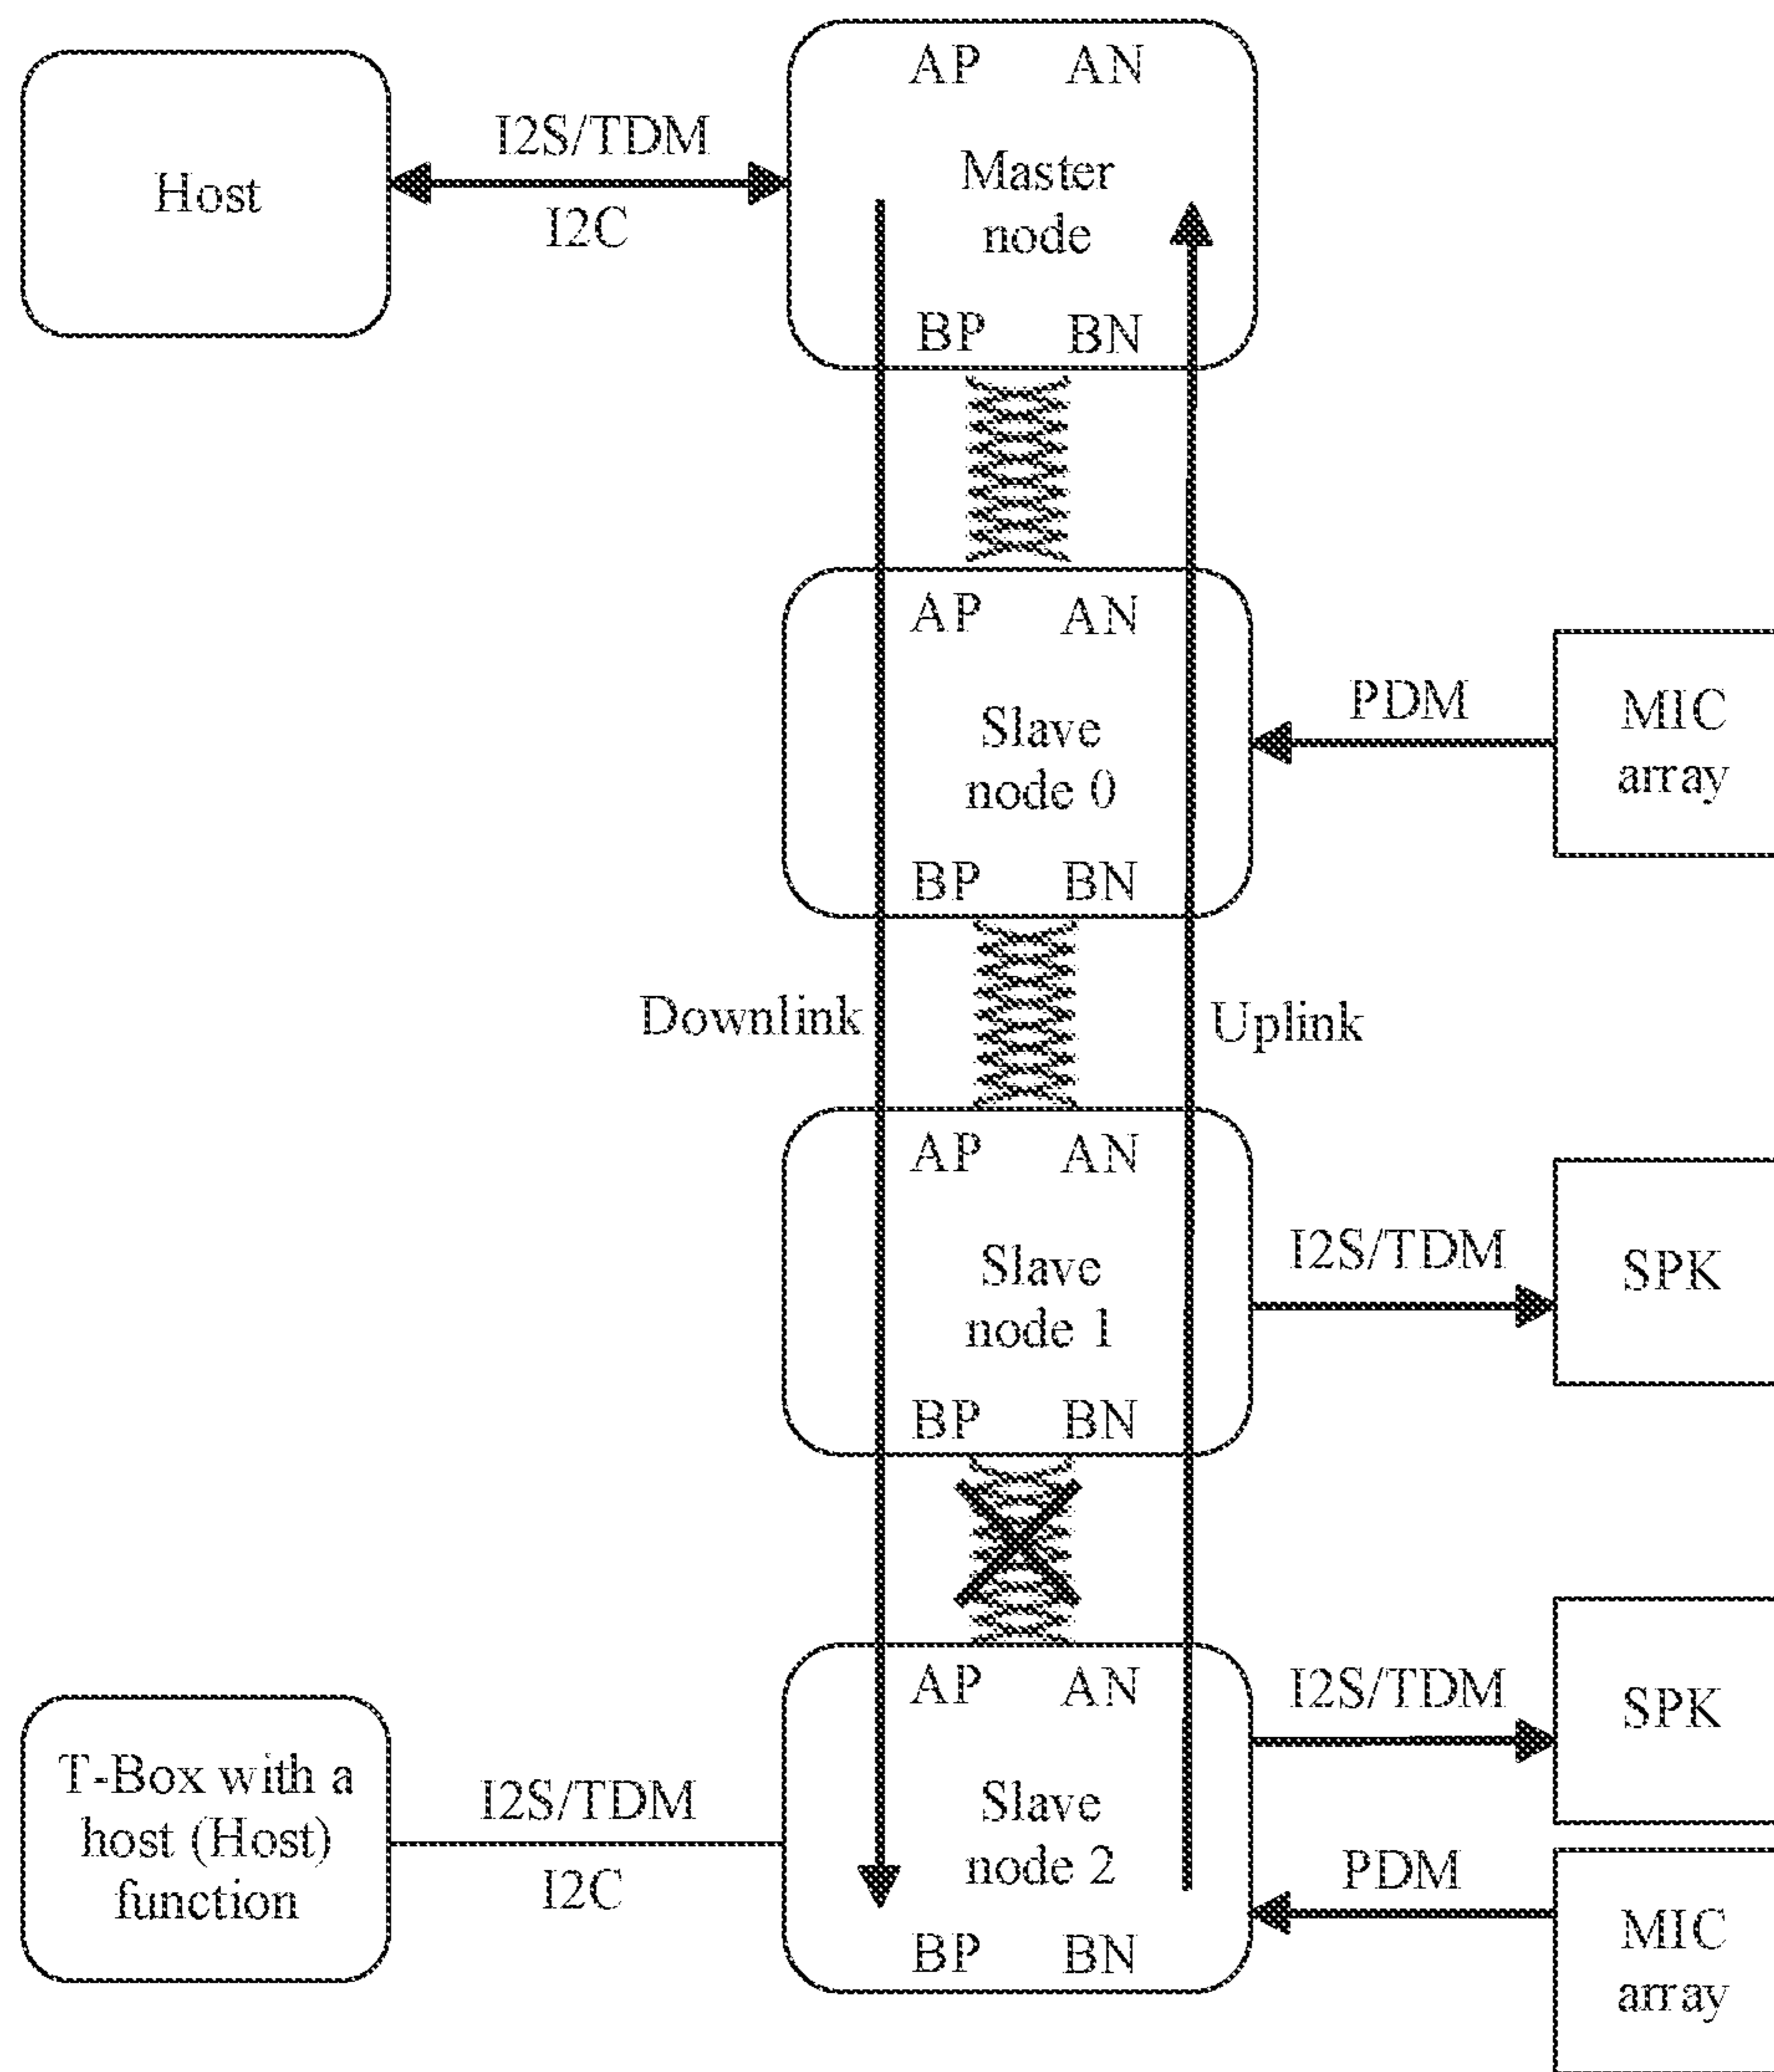 AP AN
Host
I2S/TDM
I2C
Master
node
BP BN
AP AN
Slave
node 0
PDM
MIC
array
BP BN
Downlink
Uplink
AP AN
Slave
node 1
I2S/TDM
SPK
BP BN
AP AN
I2S/TDM
SPK
T-Box with a
host (Host)
function
I2S/TDM
I2C
Slave
node 2
PDM
MIC
array
BP BN